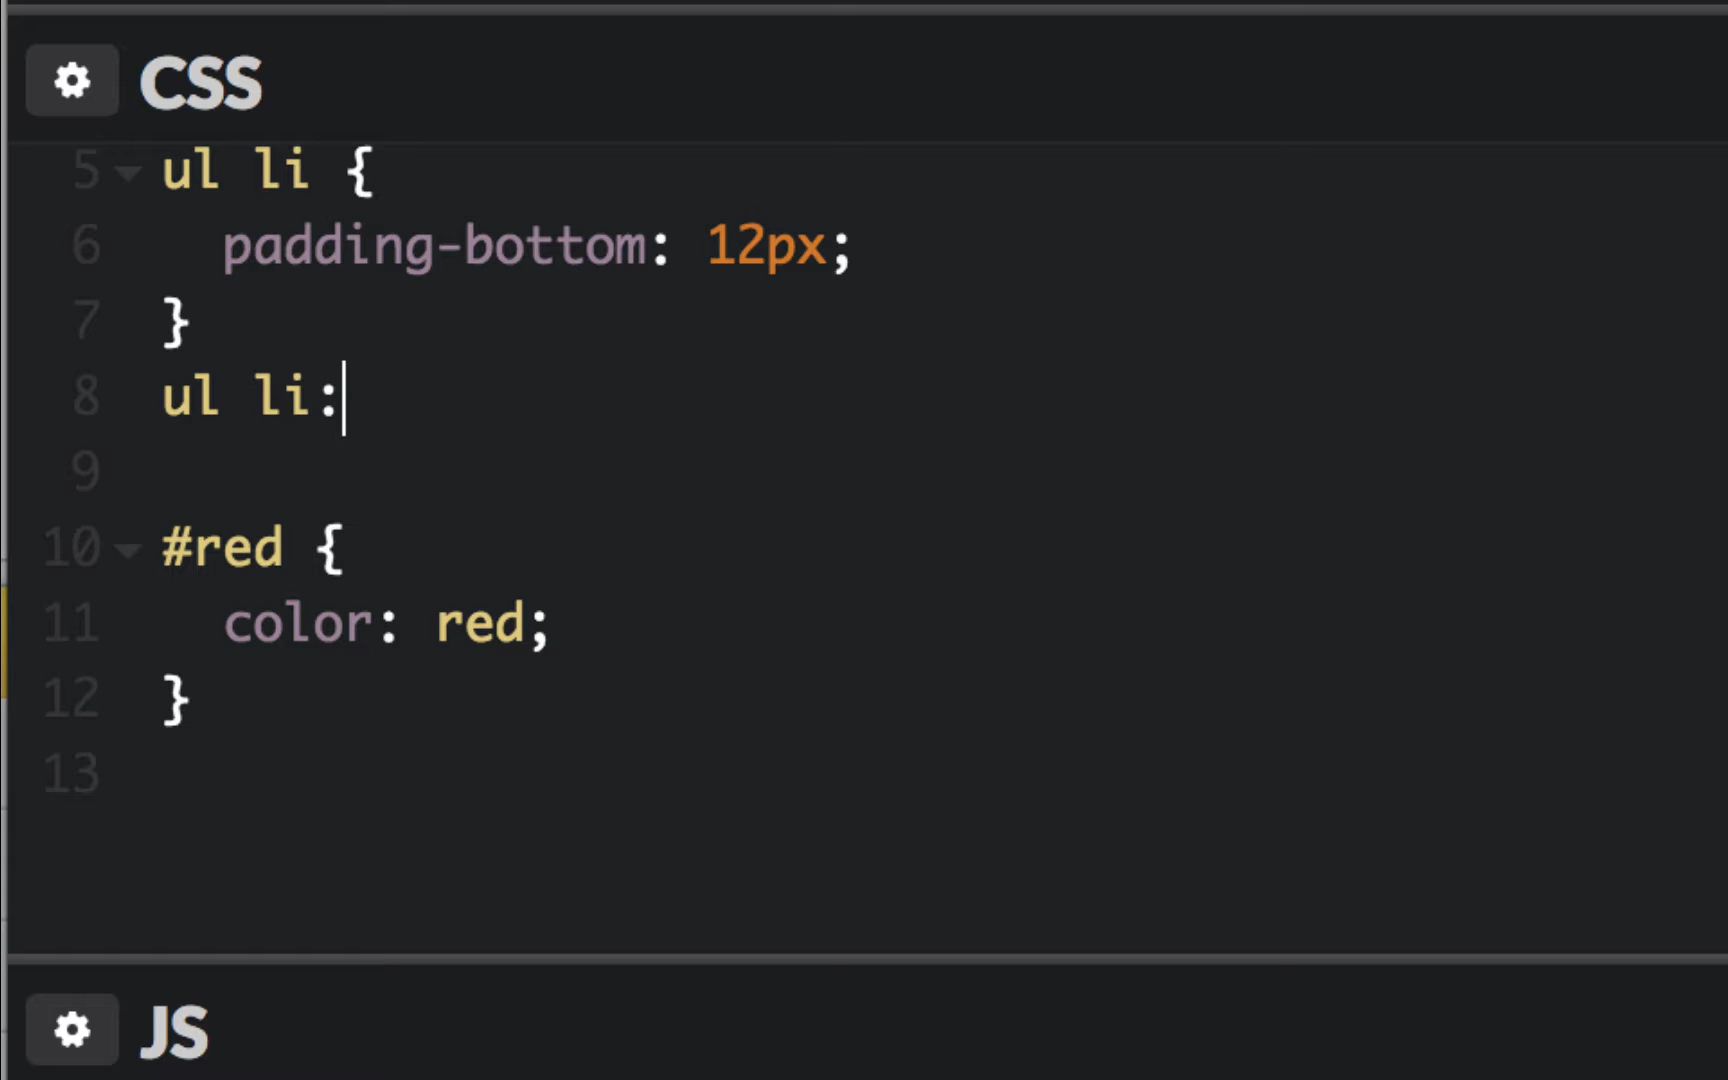 CSS
5 ul li {
6 padding-bottom: 12px;
7 }
8 ul li:
9
10 #red {
11 color: red;
12 }
13
JS